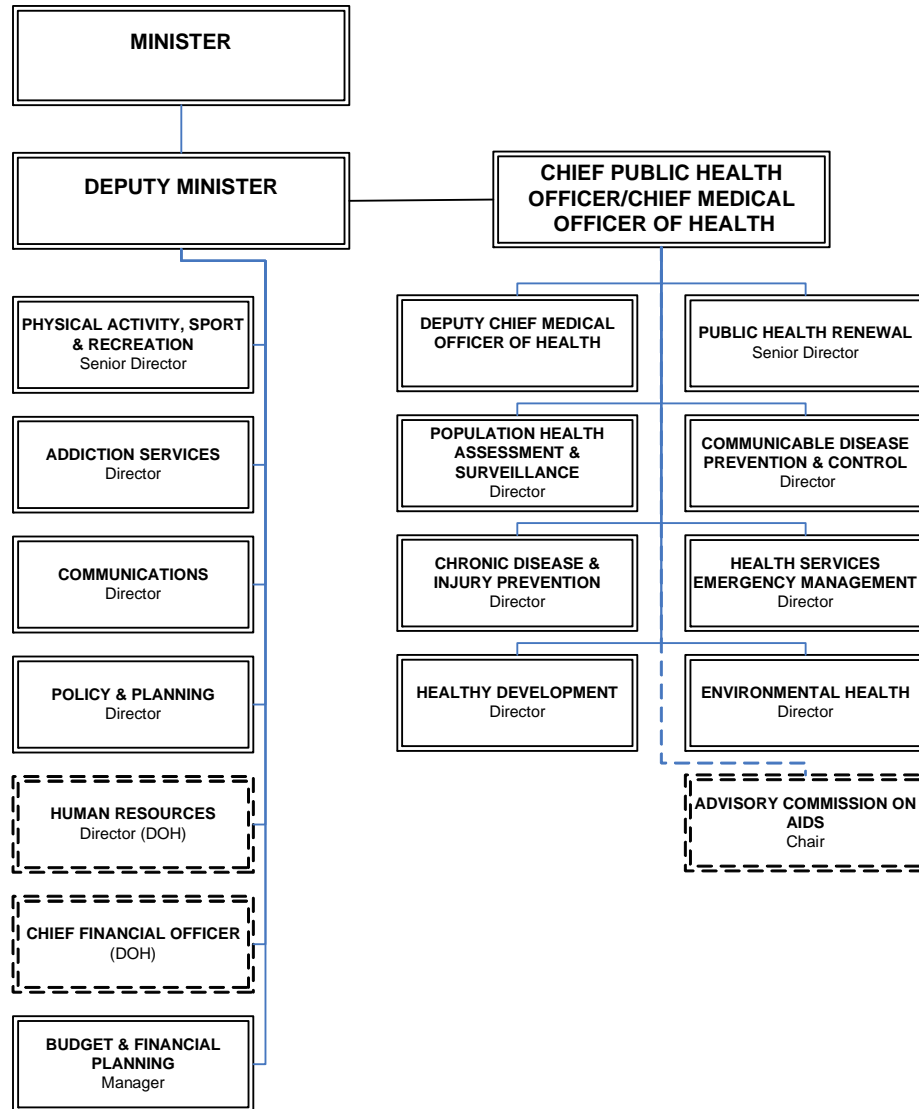 MINISTER
DEPUTY MINISTER
CHIEF PUBLIC HEALTH
OFFICER/CHIEF MEDICAL
OFFICER OF HEALTH
PHYSICAL ACTIVITY, SPORT
& RECREATION
Senior Director
ADDICTION SERVICES
Director
COMMUNICATIONS
Director
POLICY & PLANNING
Director
HUMAN RESOURCES
Director (DOH)
CHIEF FINANCIAL OFFICER
(DOH)
BUDGET & FINANCIAL
PLANNING
Manager
DEPUTY CHIEF MEDICAL
OFFICER OF HEALTH
PUBLIC HEALTH RENEWAL
Senior Director
POPULATION HEALTH
ASSESSMENT &
SURVEILLANCE
Director
COMMUNICABLE DISEASE
PREVENTION & CONTROL
Director
CHRONIC DISEASE &
INJURY PREVENTION
Director
HEALTH SERVICES
EMERGENCY MANAGEMENT
Director
HEALTHY DEVELOPMENT
Director
ENVIRONMENTAL HEALTH
Director
ADVISORY COMMISSION ON
AIDS
Chair